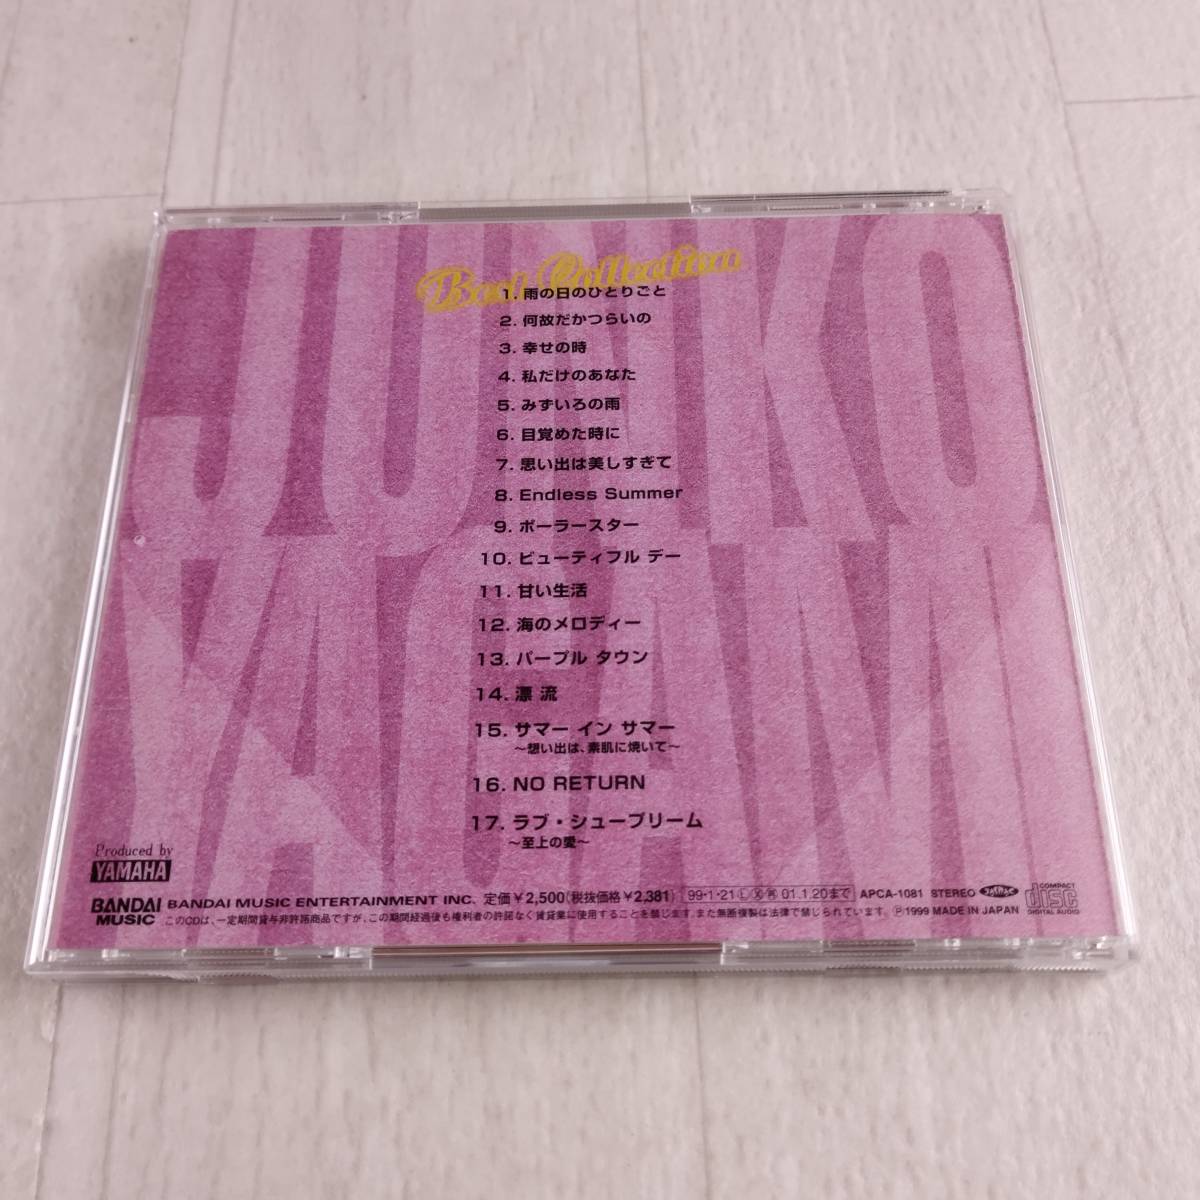 JUNKO
YAGAMI
Best Collection
1. 雨の日のひとりごと
2. 何故だかつらいの
3. 幸せの時
4. 私だけのあなた
5. みずいろの雨
6. 目覚めた時に
7. 思い出は美しすぎて
8. Endless Summer
9. ポーラースター
10. ビューティフル デー
11. 甘い生活
12. 海のメロディー
13. パープル タウン
14. 漂 流
15. サマー イン サマー
～想い出は、素肌に焼いて～
16. NO RETURN
17. ラブ・シュープリーム
～至上の愛～
Produced by
YAMAHA
BANDAI MUSIC BANDAI MUSIC ENTERTAINMENT INC. 定価￥2,500(税抜価格￥2,381) 99・1・21 Ⓛ Ⓧ Ⓡ 01.1.20まで APCA-1081 STEREO JASRAC COMPACT disc DIGITAL AUDIO
このCDは、一定期間貸与非許諾商品ですが、この期間経過後も権利者の許諾なく賃貸業に使用することを禁じます。また無断複製は法律で禁じられています。 Ⓟ1999 MADE IN JAPAN